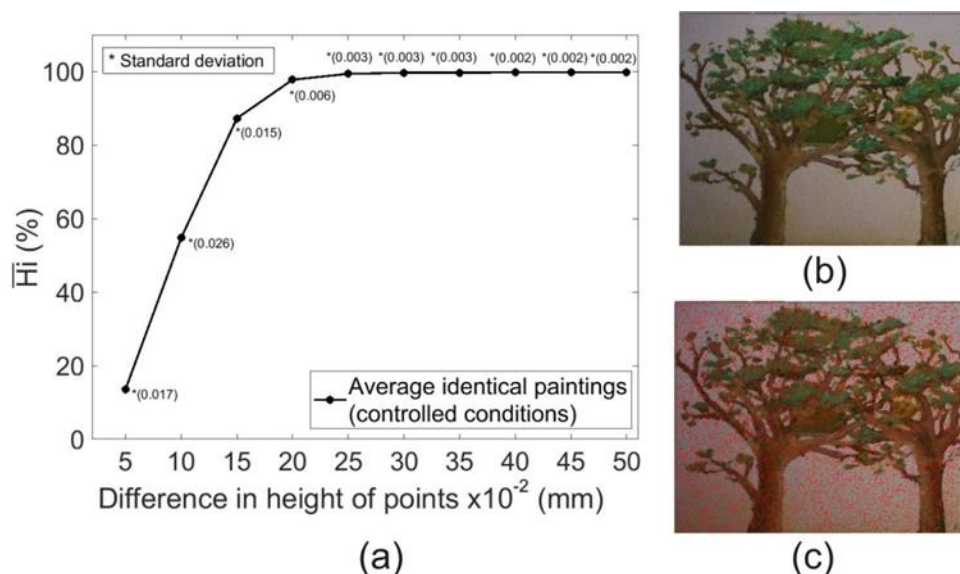 * Standard deviation
*(0.003) *(0.003) *(0.003) *(0.002) *(0.002) *(0.002)
*(0.006)
*(0.015)
*(0.026)
*(0.017)
100
80
60
40
20
0
H̅i (%)
Average identical paintings
(controlled conditions)
5 10 15 20 25 30 35 40 45 50
Difference in height of points x10⁻² (mm)
(a)
(b)
(c)